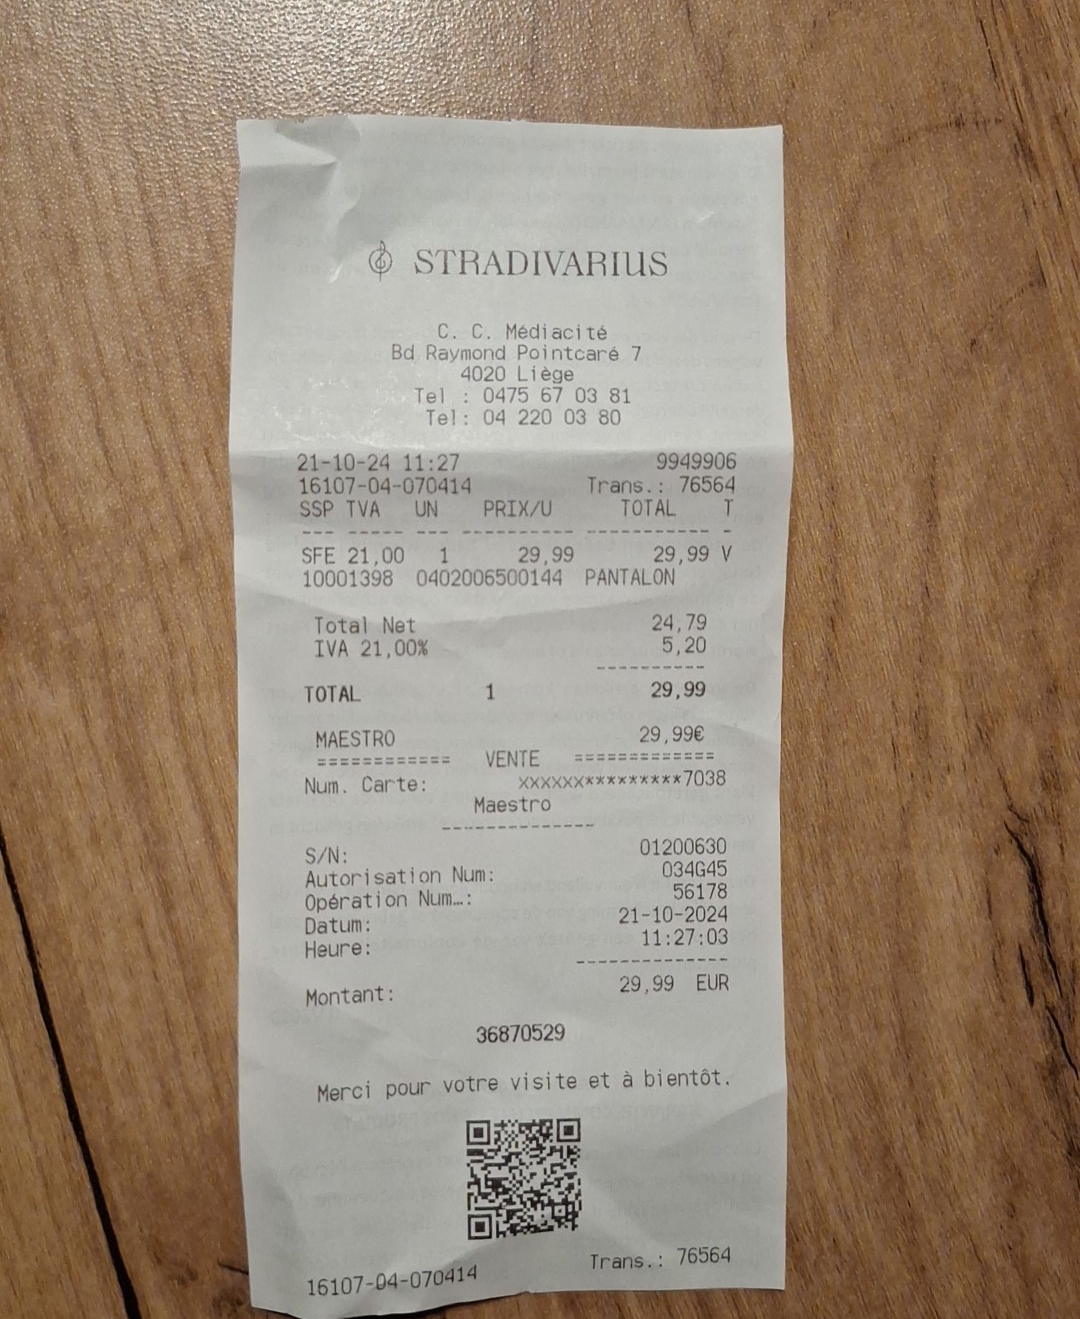 STRADIVARIUS
C. C. Médiacité
Bd Raymond Pointcaré 7
4020 Liège
Tel : 0475 67 03 81
Tel: 04 220 03 80
21-10-24 11:27 9949906
16107-04-070414 Trans.: 76564
SSP TVA UN PRIX/U TOTAL T
--- ----- --- ---------- ----------- -
SFE 21,00 1 29,99 29,99 V
10001398 0402006500144 PANTALON
Total Net 24,79
IVA 21,00% 5,20
----------
TOTAL 1 29,99
MAESTRO 29,99€
============ VENTE =============
Num. Carte: XXXXXX*********7038
Maestro
--------------
S/N: 01200630
Autorisation Num: 034G45
Opération Num…: 56178
Datum: 21-10-2024
Heure: 11:27:03
--------------
Montant: 29,99 EUR
36870529
Merci pour votre visite et à bientôt.
16107-04-070414 Trans.: 76564